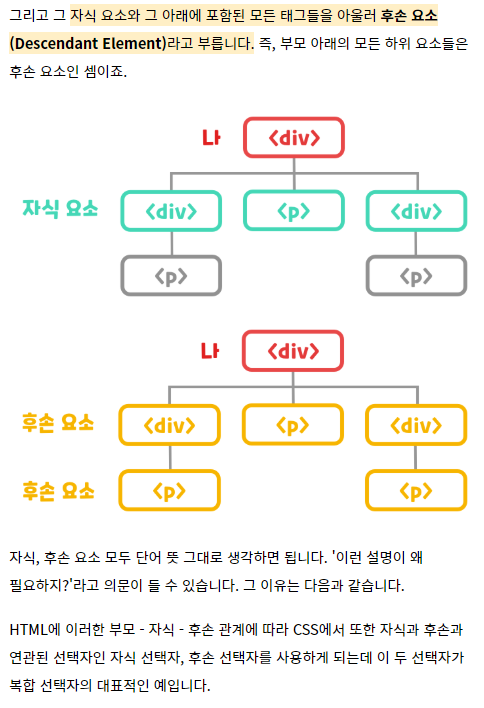 그리고 그 자식 요소와 그 아래에 포함된 모든 태그들을 아울러 후손 요소
(Descendant Element)라고 부릅니다. 즉, 부모 아래의 모든 하위 요소들은
후손 요소인 셈이죠.
나 <div>
자식 요소 <div> <p> <div>
<p> <p>
나 <div>
후손 요소 <div> <p> <div>
후손 요소 <p> <p>
자식, 후손 요소 모두 단어 뜻 그대로 생각하면 됩니다. '이런 설명이 왜
필요하지?'라고 의문이 들 수 있습니다. 그 이유는 다음과 같습니다.
HTML에 이러한 부모 - 자식 - 후손 관계에 따라 CSS에서 또한 자식과 후손과
연관된 선택자인 자식 선택자, 후손 선택자를 사용하게 되는데 이 두 선택자가
복합 선택자의 대표적인 예입니다.